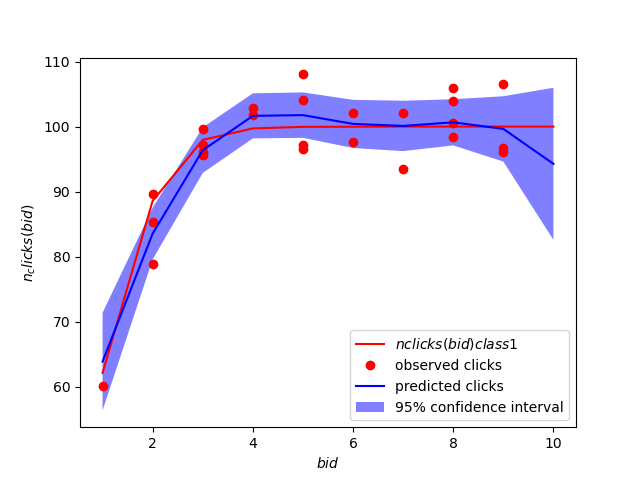 110
100
90
80
70
60
n_clicks(bid)
2
4
6
8
10
bid
nclicks(bid)class1
observed clicks
predicted clicks
95% confidence interval